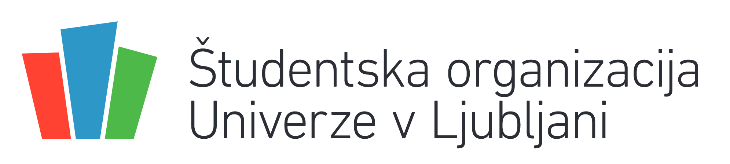 Študentska organizacija
Univerze v Ljubljani